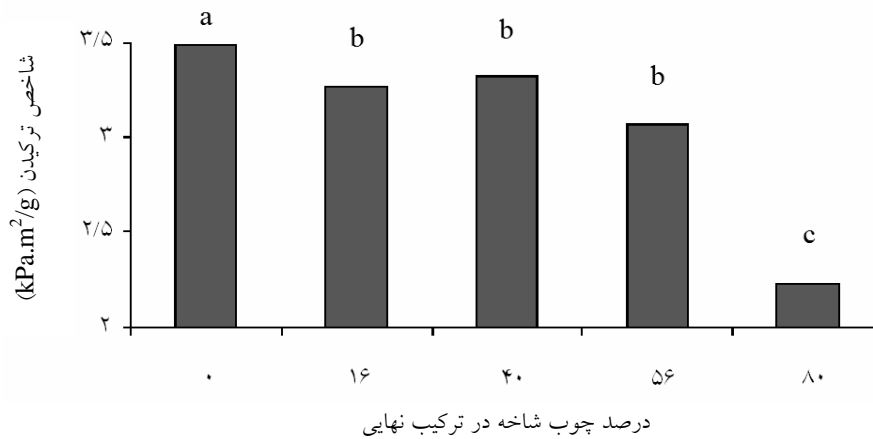 شاخص ترکیدن (kPa.m²/g)
۳/۵
۳
۲/۵
۲
a
b
b
b
c
۰ ۱۶ ۴۰ ۵۶ ۸۰
درصد چوب شاخه در ترکیب نهایی